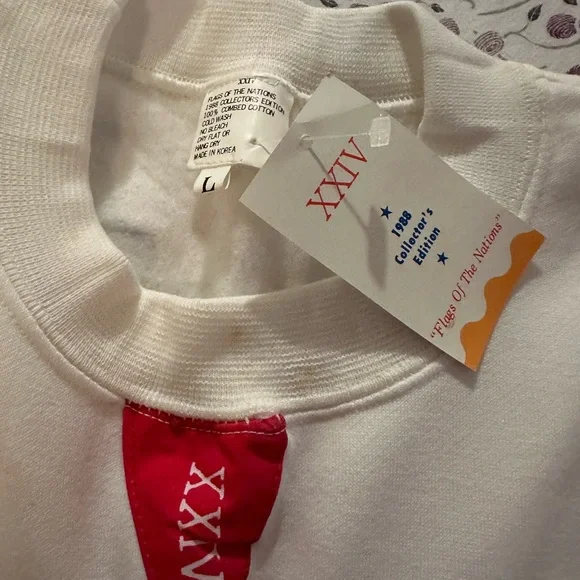 XXIV
FLAGS OF THE NATIONS
1988 COLLECTORS EDITION
100% COMBED COTTON
COLD WASH
NO BLEACH
DRY FLAT OR
HANG DRY
MADE IN KOREA
L
XXIV
1988
Collector's
Edition
"Flags Of The Nations"
XXIV